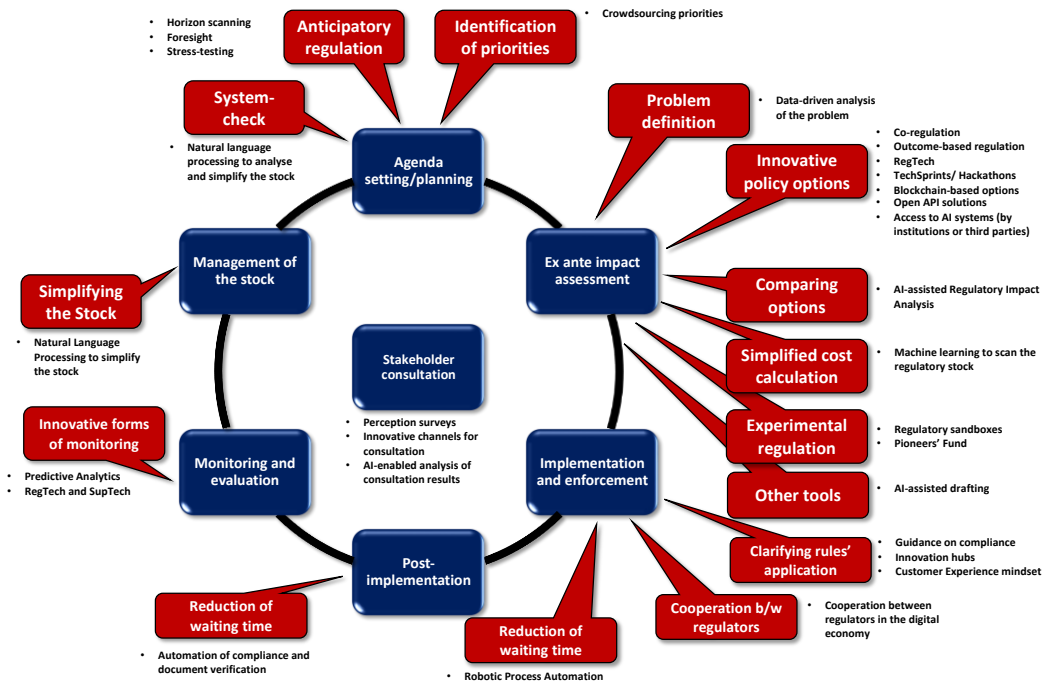 • Horizon scanning
• Foresight
• Stress-testing
Anticipatory
regulation
Identification
of priorities
• Crowdsourcing priorities
System-
check
• Natural language
processing to analyse
and simplify the stock
Agenda
setting/planning
Problem
definition
• Data-driven analysis
of the problem
Innovative
policy options
• Co-regulation
• Outcome-based regulation
• RegTech
• TechSprints/ Hackathons
• Blockchain-based options
• Open API solutions
• Access to AI systems (by
institutions or third parties)
Management of
the stock
Ex ante impact
assessment
Simplifying
the Stock
• Natural Language
Processing to simplify
the stock
Comparing
options
• AI-assisted Regulatory Impact
Analysis
Simplified cost
calculation
• Machine learning to scan the
regulatory stock
Stakeholder
consultation
• Perception surveys
• Innovative channels for
consultation
• AI-enabled analysis of
consultation results
Experimental
regulation
• Regulatory sandboxes
• Pioneers’ Fund
Innovative forms
of monitoring
• Predictive Analytics
• RegTech and SupTech
Monitoring and
evaluation
Implementation
and enforcement
Other tools
• AI-assisted drafting
Clarifying rules’
application
• Guidance on compliance
• Innovation hubs
• Customer Experience mindset
Post-
implementation
Reduction of
waiting time
• Automation of compliance and
document verification
Reduction of
waiting time
• Robotic Process Automation
Cooperation b/w
regulators
• Cooperation between
regulators in the digital
economy